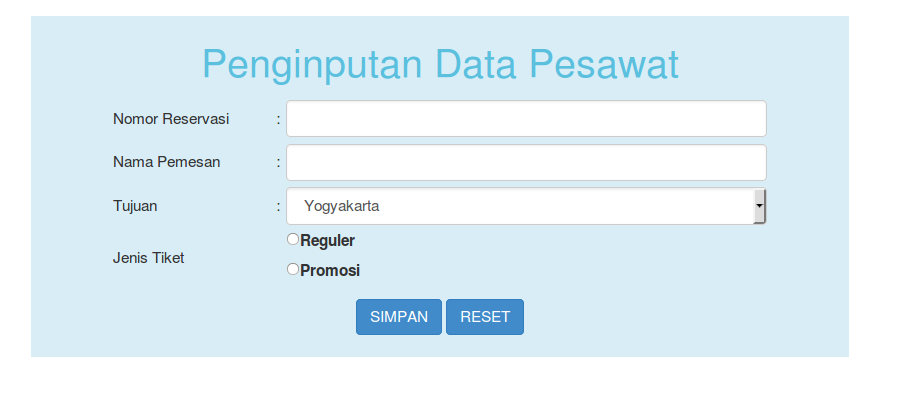 Penginputan Data Pesawat
Nomor Reservasi :
Nama Pemesan :
Tujuan : Yogyakarta
Jenis Tiket
Reguler
Promosi
SIMPAN RESET